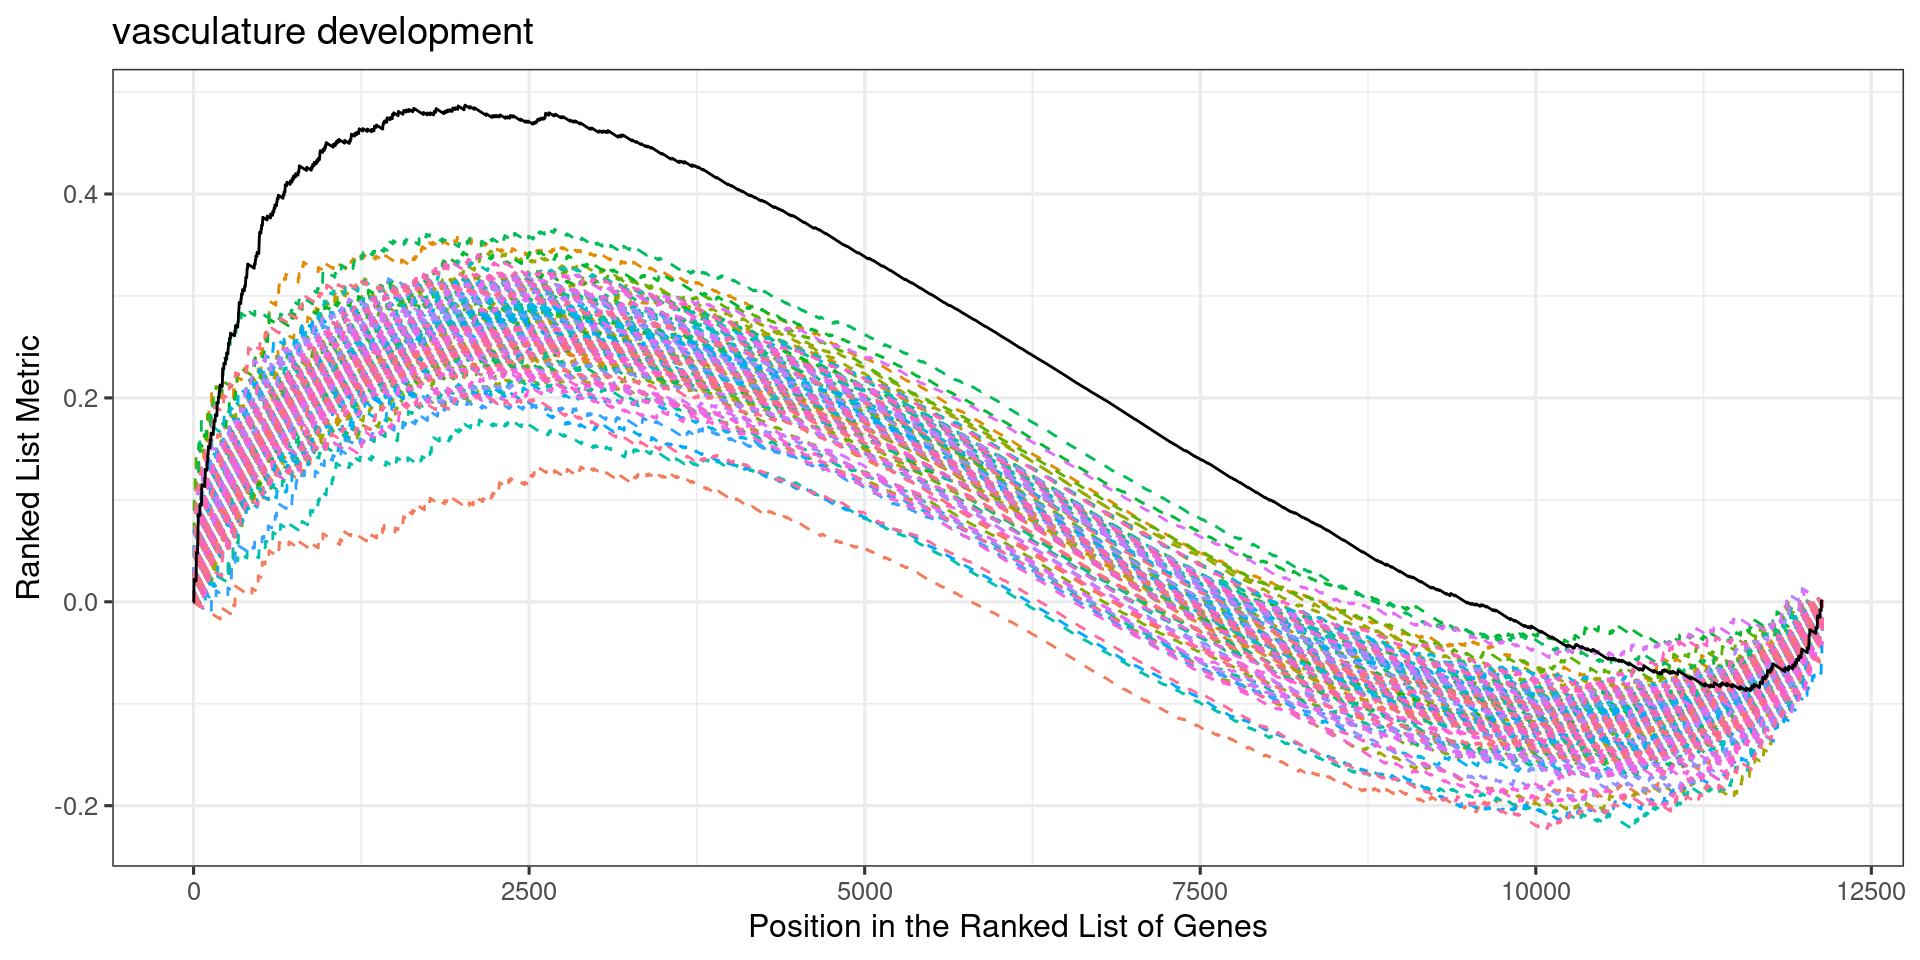 vasculature development
Ranked List Metric
0.4
0.2
0.0
-0.2
0 2500 5000 7500 10000 12500
Position in the Ranked List of Genes